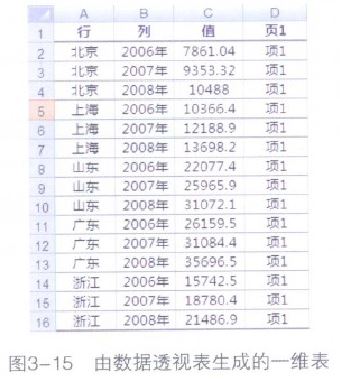 A B C D
1 行 列 值 页1
2 北京 2006年 7861.04 项1
3 北京 2007年 9353.32 项1
4 北京 2008年 10488 项1
5 上海 2006年 10366.4 项1
6 上海 2007年 12188.9 项1
7 上海 2008年 13698.2 项1
8 山东 2006年 22077.4 项1
9 山东 2007年 25965.9 项1
10 山东 2008年 31072.1 项1
11 广东 2006年 26159.5 项1
12 广东 2007年 31084.4 项1
13 广东 2008年 35696.5 项1
14 浙江 2006年 15742.5 项1
15 浙江 2007年 18780.4 项1
16 浙江 2008年 21486.9 项1
图3-15 由数据透视表生成的一维表